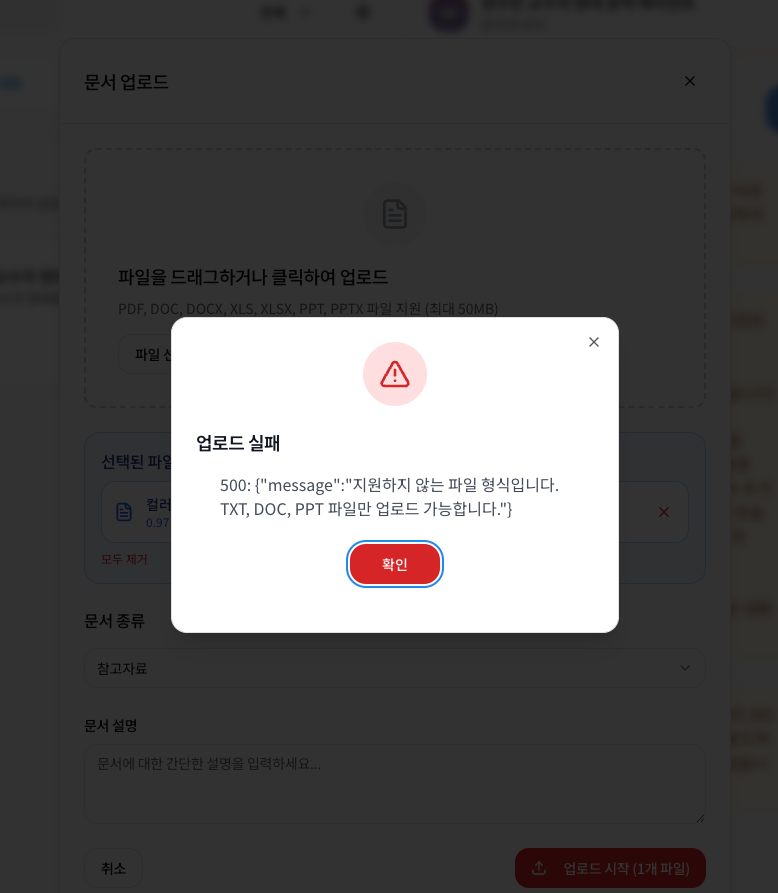 문서 업로드
파일을 드래그하거나 클릭하여 업로드
PDF, DOC, DOCX, XLS, XLSX, PPT, PPTX 파일 지원 (최대 50MB)
파일
업로드 실패
500: {"message":"지원하지 않는 파일 형식입니다.
TXT, DOC, PPT 파일만 업로드 가능합니다."}
확인
선택된 파일
컬러
0.97
모두 제거
문서 종류
참고자료
문서 설명
문서에 대한 간단한 설명을 입력하세요...
취소
업로드 시작 (1개 파일)